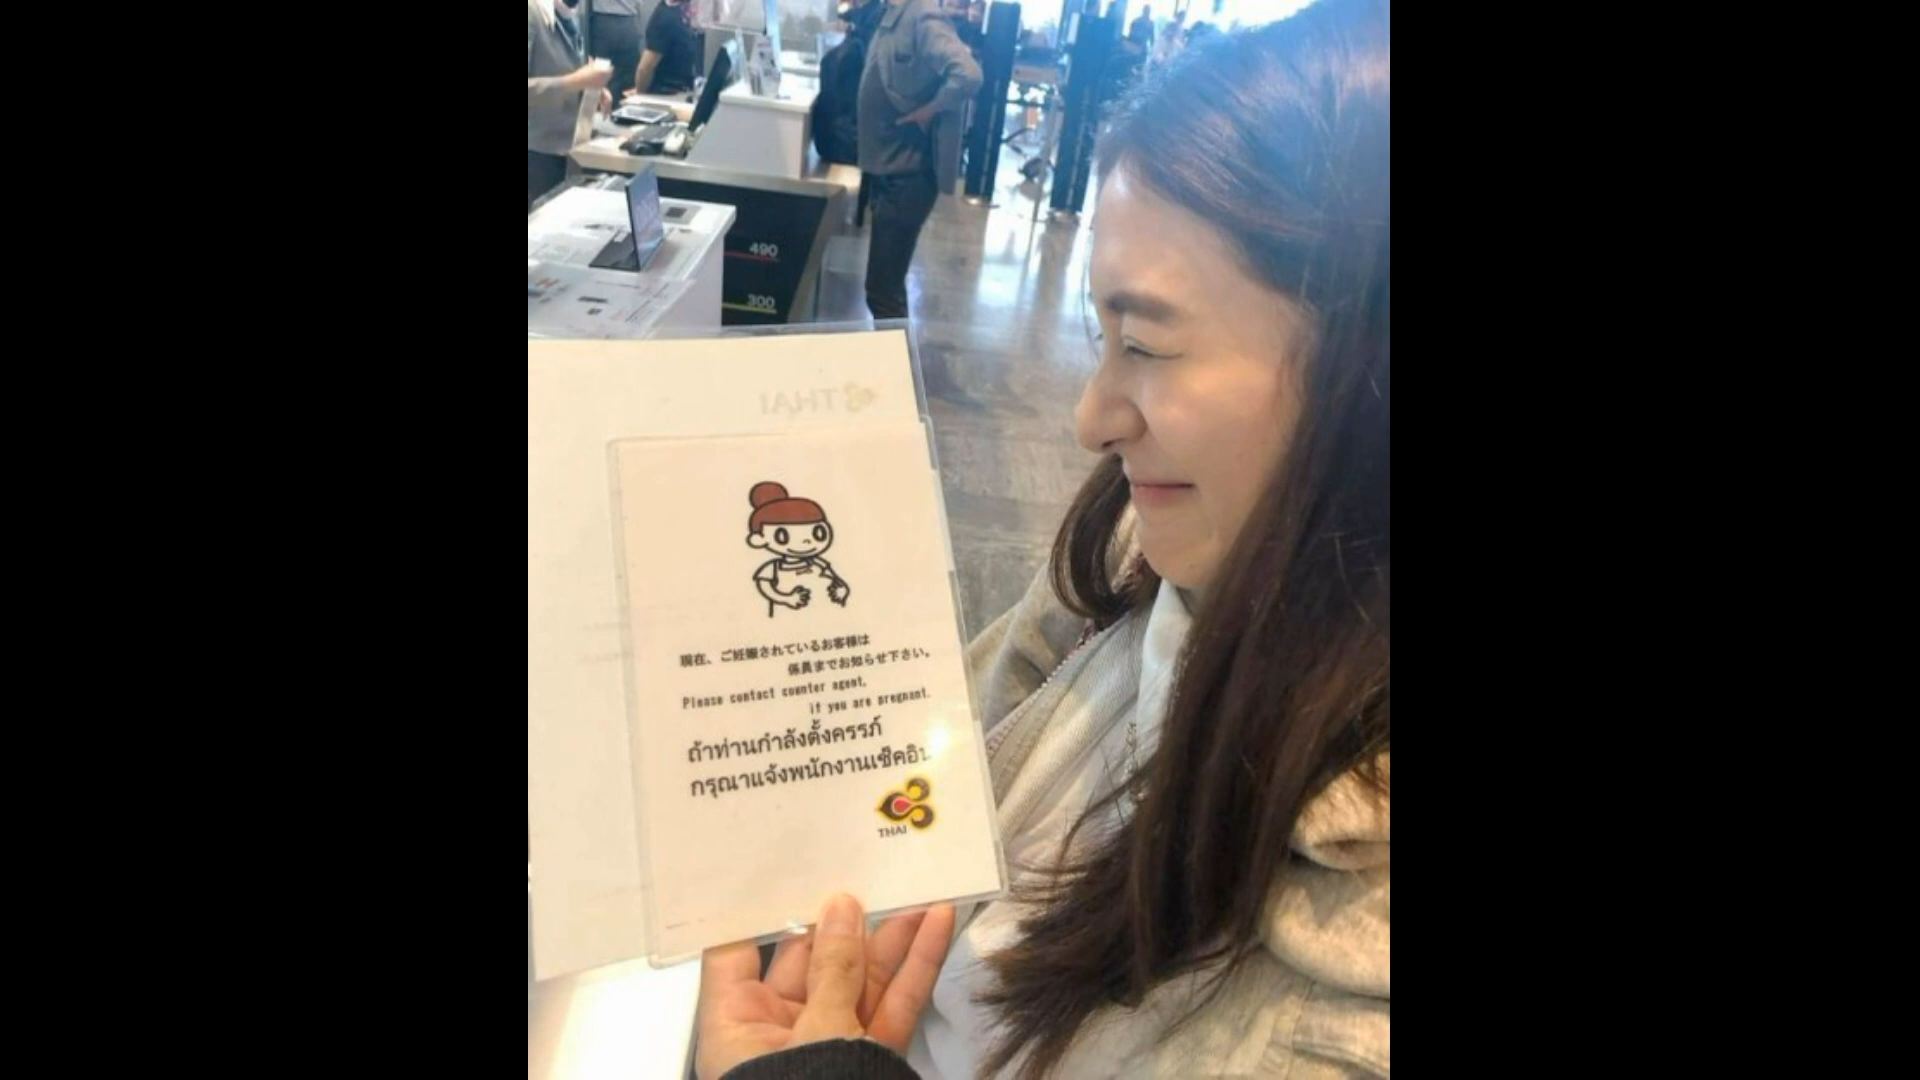 490
300
THAI
現在、ご妊娠されているお客様は
係員までお知らせ下さい。
Please contact counter agent,
if you are pregnant.
ถ้าท่านกำลังตั้งครรภ์
กรุณาแจ้งพนักงานเช็คอิน
THAI